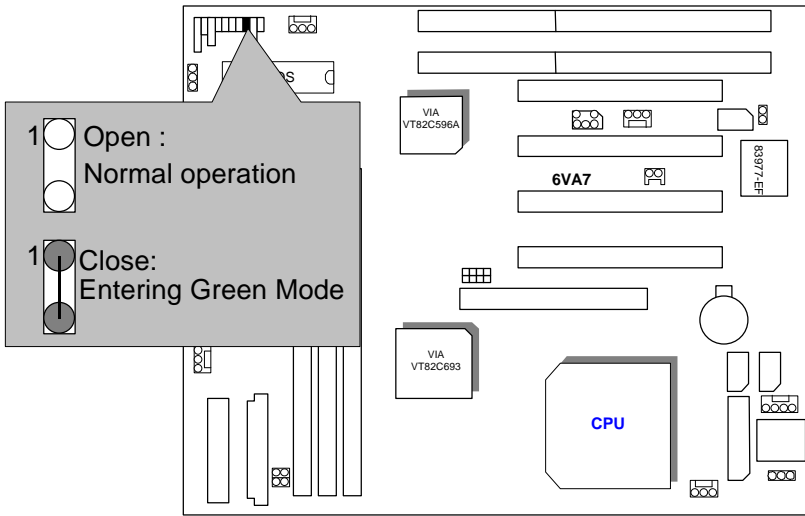 1 Open :
Normal operation
1 Close:
Entering Green Mode
VIA
VT82C596A
6VA7
83977-EF
VIA
VT82C693
CPU